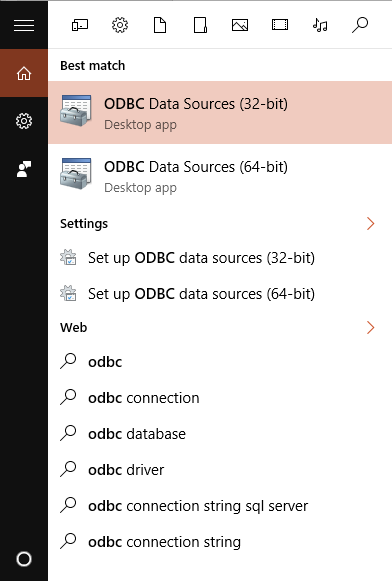 Best match
ODBC Data Sources (32-bit)
Desktop app
ODBC Data Sources (64-bit)
Desktop app
Settings
Set up ODBC data sources (32-bit)
Set up ODBC data sources (64-bit)
Web
odbc
odbc connection
odbc database
odbc driver
odbc connection string sql server
odbc connection string